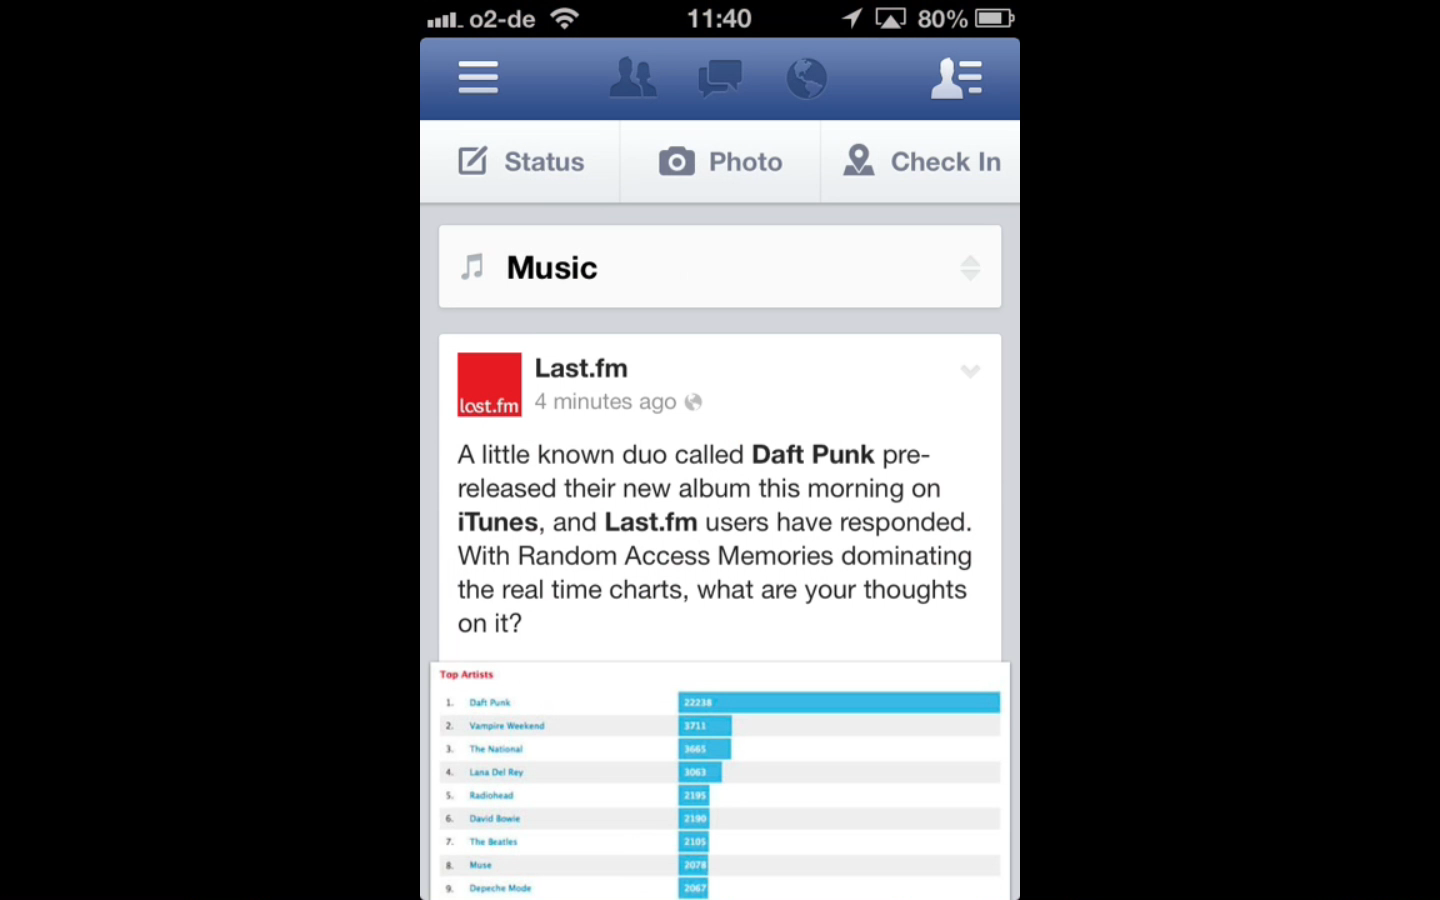 o2-de 11:40 80%
Status Photo Check In
Music
last.fm
Last.fm
4 minutes ago
A little known duo called Daft Punk pre-
released their new album this morning on
iTunes, and Last.fm users have responded.
With Random Access Memories dominating
the real time charts, what are your thoughts
on it?
Top Artists
1. Daft Punk 22238
2. Vampire Weekend 3711
3. The National 3665
4. Lana Del Rey 3063
5. Radiohead 2195
6. David Bowie 2190
7. The Beatles 2105
8. Muse 2078
9. Depeche Mode 2067